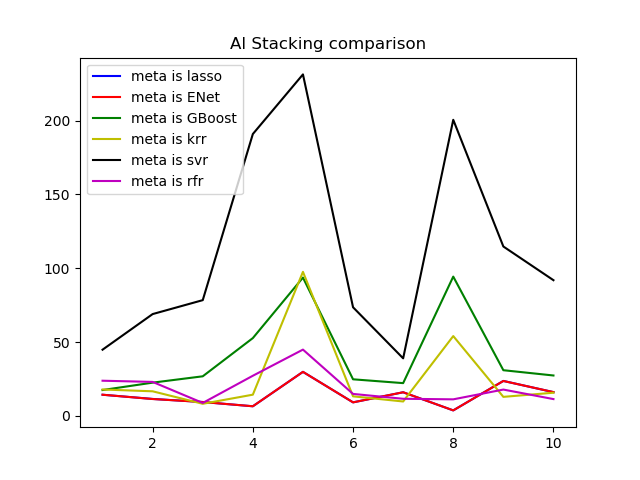 Al Stacking comparison
meta is lasso
meta is ENet
meta is GBoost
meta is krr
meta is svr
meta is rfr
200
150
100
50
0
2 4 6 8 10